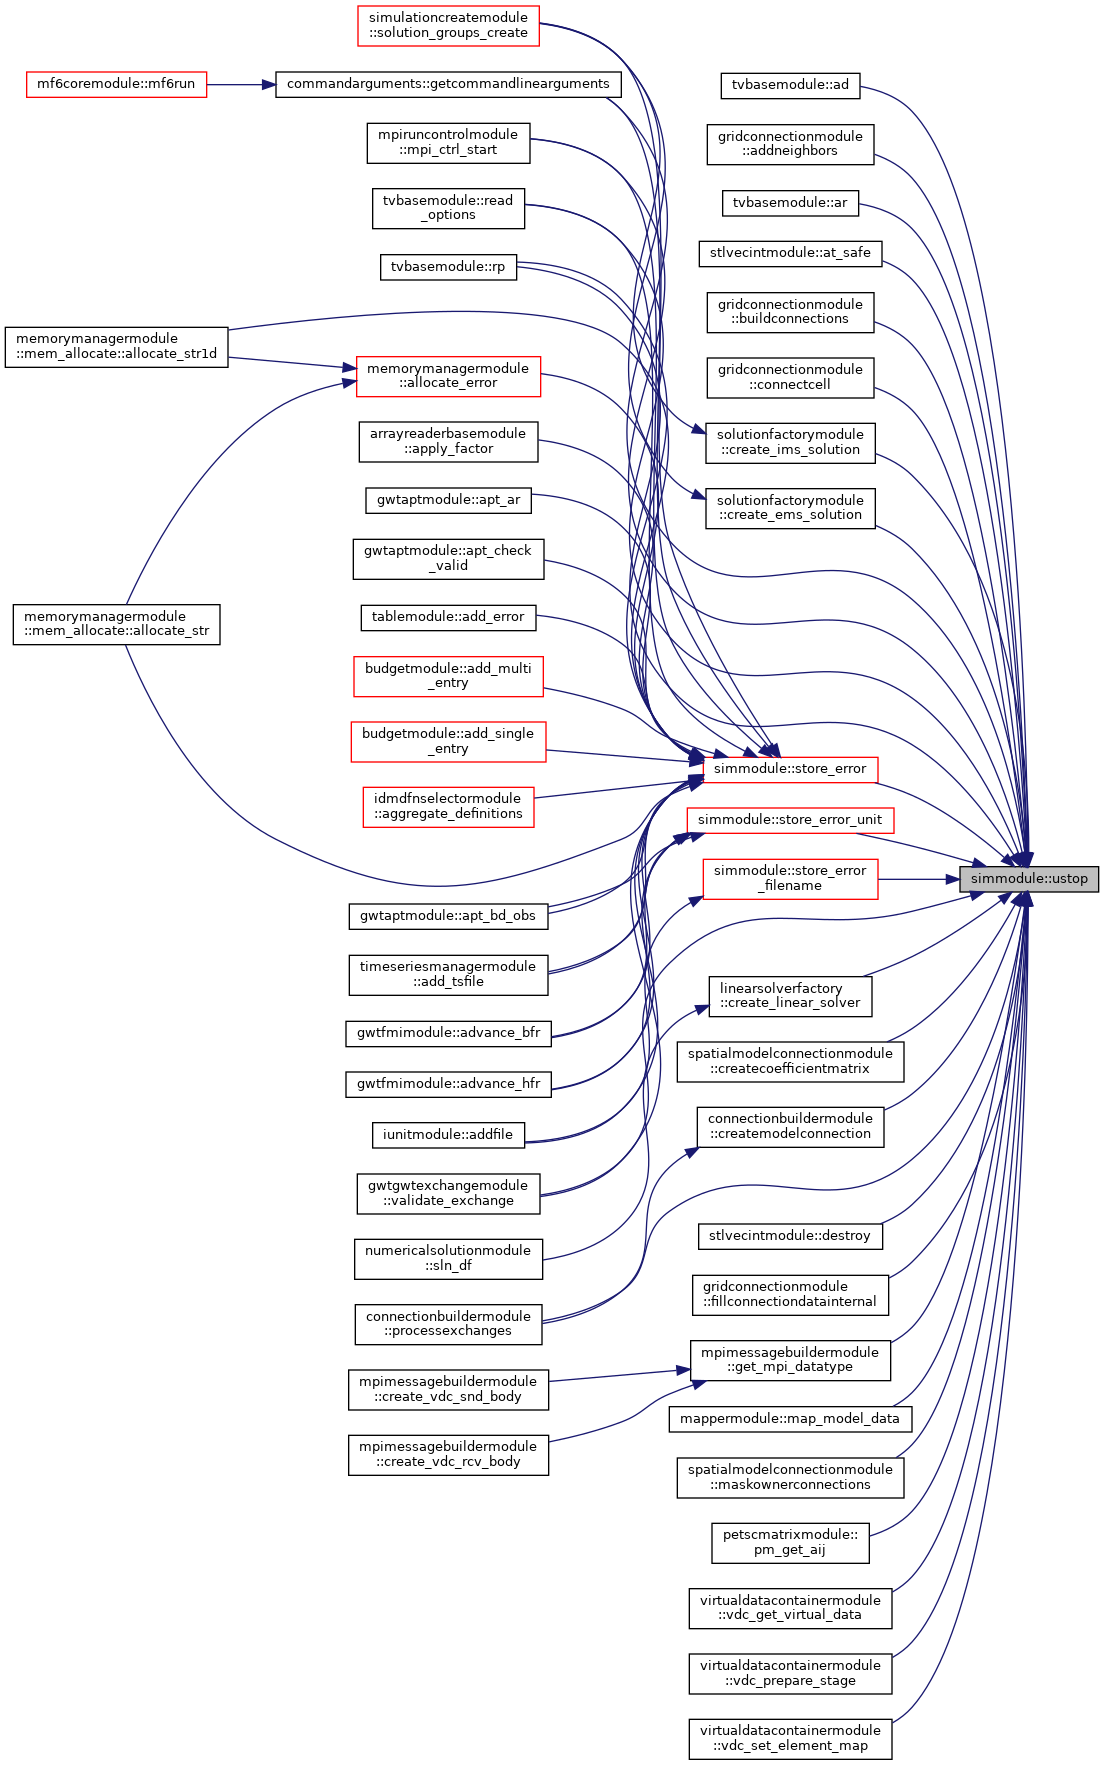 simulationcreatemodule
::solution_groups_create
mf6coremodule::mf6run
commandarguments::getcommandlinearguments
mpiruncontrolmodule
::mpi_ctrl_start
tvbasemodule::read
_options
tvbasemodule::rp
memorymanagermodule
::mem_allocate::allocate_str1d
memorymanagermodule
::allocate_error
arrayreaderbasemodule
::apply_factor
gwtaptmodule::apt_ar
gwtaptmodule::apt_check
_valid
memorymanagermodule
::mem_allocate::allocate_str
tablemodule::add_error
budgetmodule::add_multi
_entry
budgetmodule::add_single
_entry
idmdfnselectormodule
::aggregate_definitions
gwtaptmodule::apt_bd_obs
timeseriesmanagermodule
::add_tsfile
gwtfmimodule::advance_bfr
gwtfmimodule::advance_hfr
iunitmodule::addfile
gwtgwtexchangemodule
::validate_exchange
numericalsolutionmodule
::sln_df
connectionbuildermodule
::processexchanges
mpimessagebuildermodule
::create_vdc_snd_body
mpimessagebuildermodule
::create_vdc_rcv_body
tvbasemodule::ad
gridconnectionmodule
::addneighbors
tvbasemodule::ar
stlvecintmodule::at_safe
gridconnectionmodule
::buildconnections
gridconnectionmodule
::connectcell
solutionfactorymodule
::create_ims_solution
solutionfactorymodule
::create_ems_solution
simmodule::store_error
simmodule::store_error_unit
simmodule::store_error
_filename
linearsolverfactory
::create_linear_solver
spatialmodelconnectionmodule
::createcoefficientmatrix
connectionbuildermodule
::createmodelconnection
stlvecintmodule::destroy
gridconnectionmodule
::fillconnectiondatainternal
mpimessagebuildermodule
::get_mpi_datatype
mappermodule::map_model_data
spatialmodelconnectionmodule
::maskownerconnections
petscmatrixmodule::
pm_get_aij
virtualdatacontainermodule
::vdc_get_virtual_data
virtualdatacontainermodule
::vdc_prepare_stage
virtualdatacontainermodule
::vdc_set_element_map
simmodule::ustop